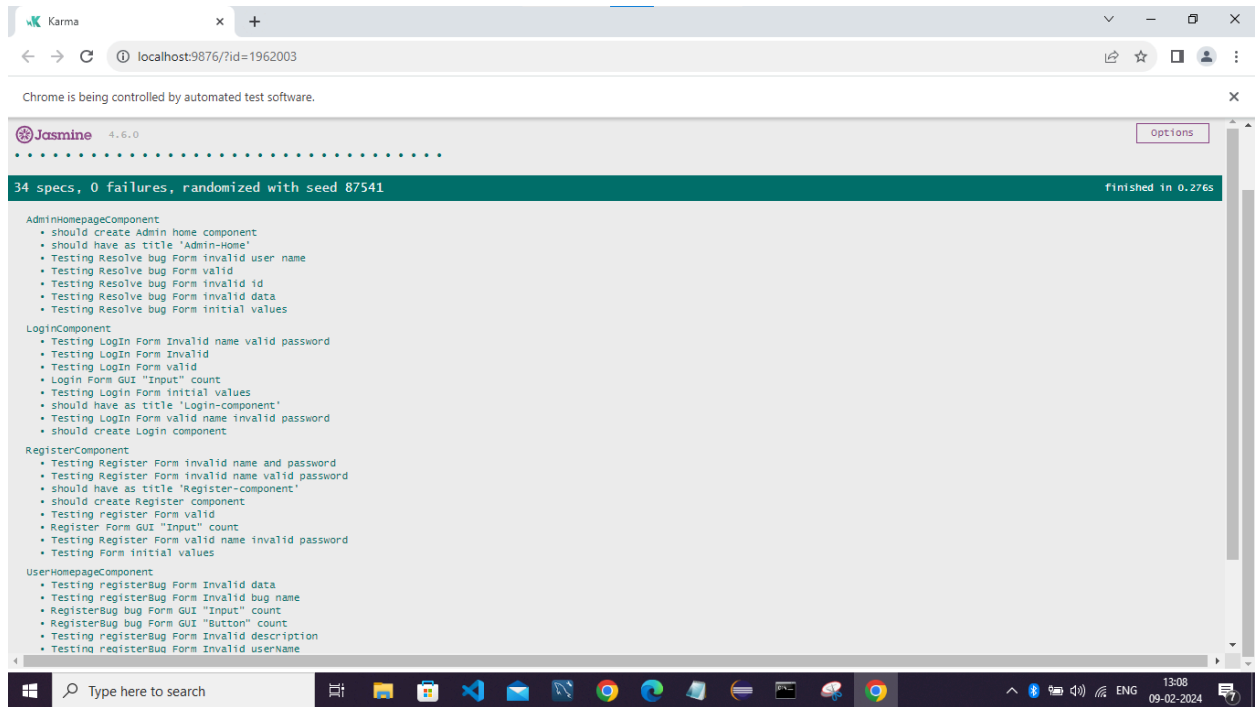 Karma
localhost:9876/?id=1962003
Chrome is being controlled by automated test software.
Jasmine 4.6.0
Options
34 specs, 0 failures, randomized with seed 87541
finished in 0.276s
AdminHomepageComponent
• should create Admin home component
• should have as title 'Admin-Home'
• Testing Resolve bug Form invalid user name
• Testing Resolve bug Form valid
• Testing Resolve bug Form invalid id
• Testing Resolve bug Form invalid data
• Testing Resolve bug Form initial values
LoginComponent
• Testing LogIn Form Invalid name valid password
• Testing LogIn Form Invalid
• Testing LogIn Form valid
• Login Form GUI "Input" count
• Testing Login Form initial values
• should have as title 'Login-component'
• Testing LogIn Form valid name invalid password
• should create Login component
RegisterComponent
• Testing Register Form invalid name and password
• Testing Register Form invalid name valid password
• should have as title 'Register-component'
• should create Register component
• Testing register Form valid
• Register Form GUI "Input" count
• Testing Register Form valid name invalid password
• Testing Form initial values
UserHomepageComponent
• Testing registerBug Form Invalid data
• Testing registerBug Form Invalid bug name
• RegisterBug bug Form GUI "Input" count
• RegisterBug bug Form GUI "Button" count
• Testing registerBug Form Invalid description
• Testing registerBug Form Invalid userName
Type here to search
ENG
13:08
09-02-2024
7